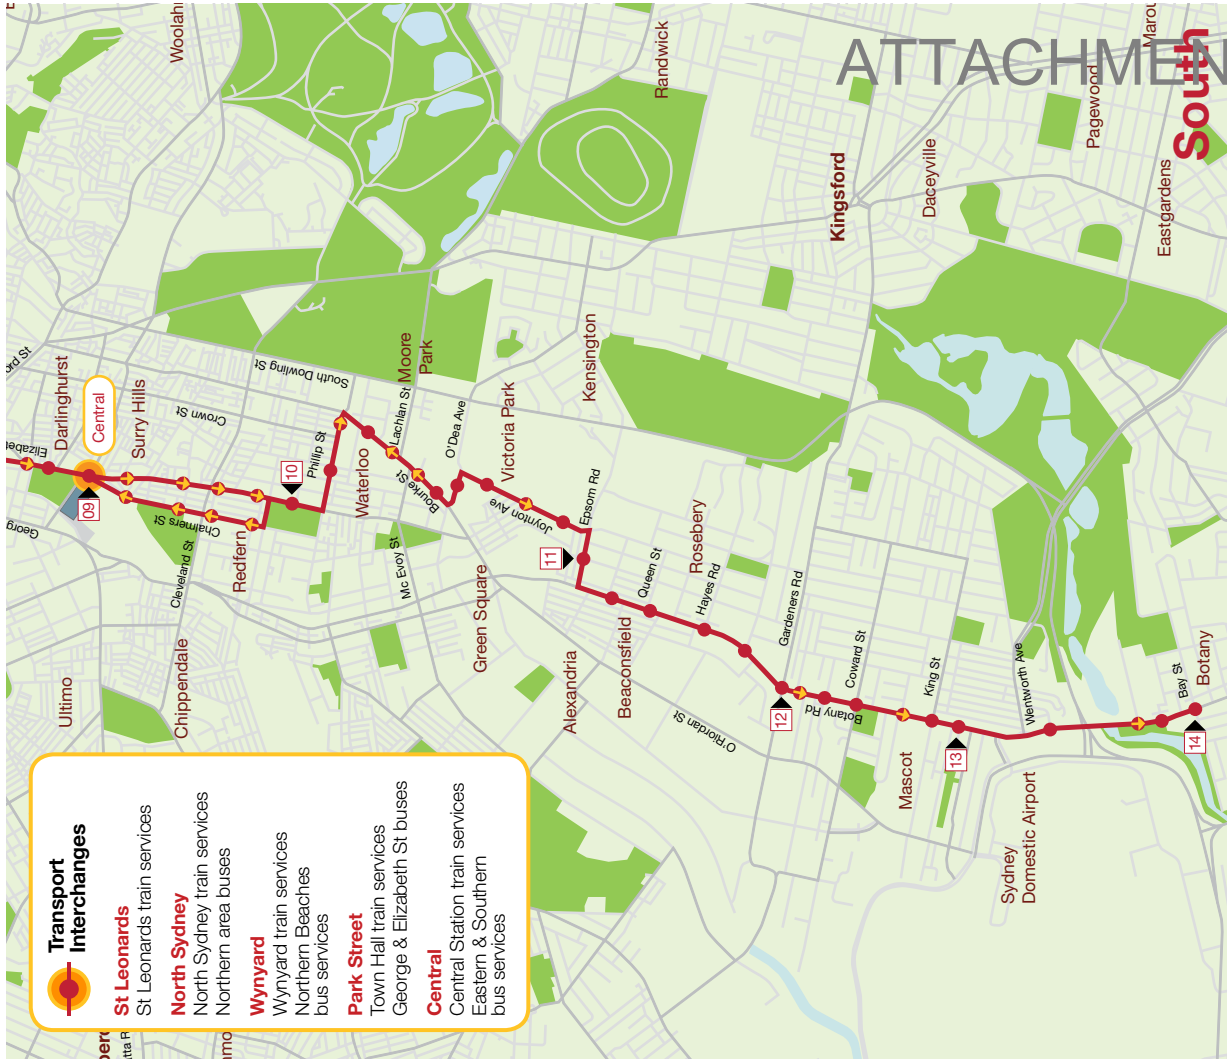 Transport
Interchanges
St Leonards
St Leonards train services
North Sydney
North Sydney train services
Northern area buses
Wynyard
Wynyard train services
Northern Beaches
bus services
Park Street
Town Hall train services
George & Elizabeth St buses
Central
Central Station train services
Eastern & Southern
bus services
ATTACHMEN
South
Woolah
Randwick
Pagewood
Marou
Kingsford
Daceyville
Eastgardens
Darlinghurst
Central
Surry Hills
Elizabet
ord St
Georg
09
Crown St
South Dowling St
Moore
Park
Kensington
10
Phillip St
Lachlan St
O'Dea Ave
Victoria Park
Waterloo
Bourke St
Joynton Ave
Epsom Rd
Chalmers St
Cleveland St
Redfern
Mc Evoy St
11
Queen St
Rosebery
Hayes Rd
Green Square
Ultimo
Chippendale
Alexandria
Beaconsfield
Gardeners Rd
O'Riordan St
12
Botany Rd
Coward St
King St
Mascot
13
Wentworth Ave
Sydney
Domestic Airport
Bay St
Botany
14